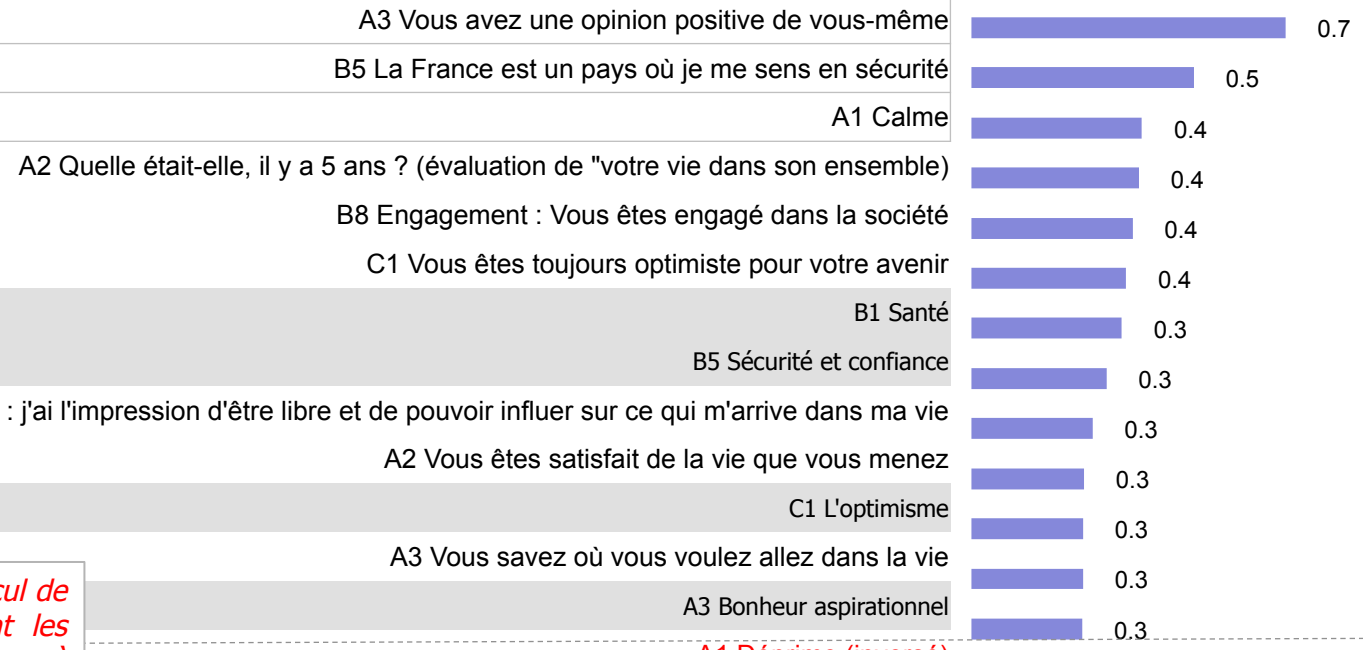 A3 Vous avez une opinion positive de vous-même 0.7
B5 La France est un pays où je me sens en sécurité 0.5
A1 Calme 0.4
A2 Quelle était-elle, il y a 5 ans ? (évaluation de "votre vie dans son ensemble) 0.4
B8 Engagement : Vous êtes engagé dans la société 0.4
C1 Vous êtes toujours optimiste pour votre avenir 0.4
B1 Santé 0.3
B5 Sécurité et confiance 0.3
: j'ai l'impression d'être libre et de pouvoir influer sur ce qui m'arrive dans ma vie 0.3
A2 Vous êtes satisfait de la vie que vous menez 0.3
C1 L'optimisme 0.3
A3 Vous savez où vous voulez allez dans la vie 0.3
A3 Bonheur aspirationnel 0.3
de
les